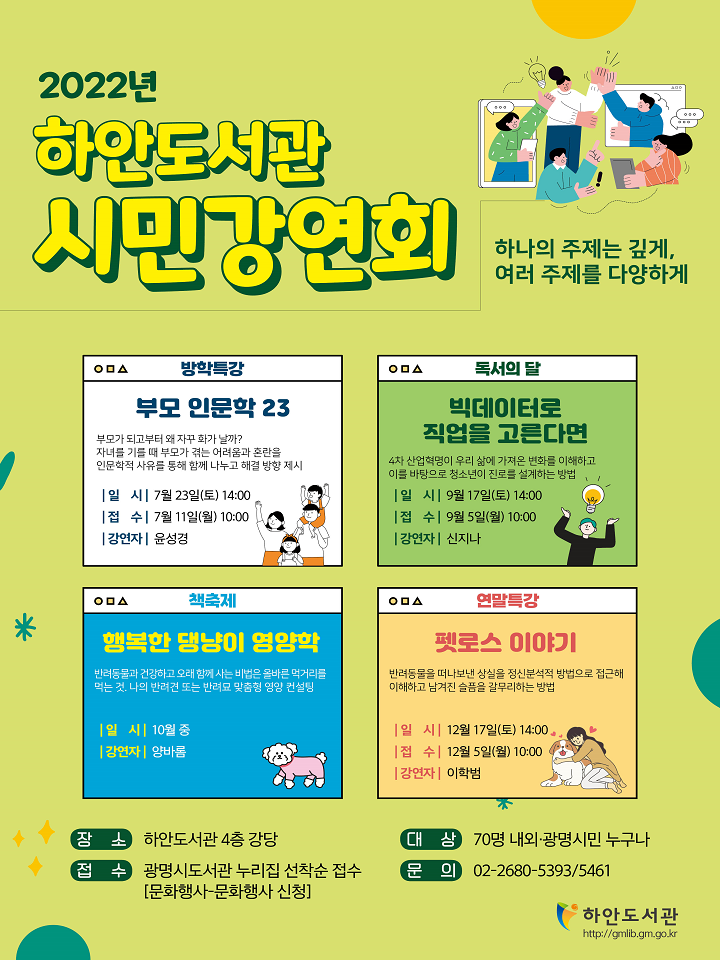 2022년
하안도서관
시민강연회
하나의 주제는 깊게,
여러 주제를 다양하게
방학특강
부모 인문학 23
부모가 되고부터 왜 자꾸 화가 날까?
자녀를 기를 때 부모가 겪는 어려움과 혼란을
인문학적 사유를 통해 함께 나누고 해결 방향 제시
| 일 시 | 7월 23일(토) 14:00
| 접 수 | 7월 11일(월) 10:00
| 강연자 | 윤성경
독서의 달
빅데이터로
직업을 고른다면
4차 산업혁명이 우리 삶에 가져온 변화를 이해하고
이를 바탕으로 청소년이 진로를 설계하는 방법
| 일 시 | 9월 17일(토) 14:00
| 접 수 | 9월 5일(월) 10:00
| 강연자 | 신지나
책축제
행복한 댕냥이 영양학
반려동물과 건강하고 오래 함께 사는 비법은 올바른 먹거리를
먹는 것. 나의 반려견 또는 반려묘 맞춤형 영양 컨설팅
| 일 시 | 10월 중
| 강연자 | 양바롬
연말특강
펫로스 이야기
반려동물을 떠나보낸 상실을 정신분석적 방법으로 접근해
이해하고 남겨진 슬픔을 갈무리하는 방법
| 일 시 | 12월 17일(토) 14:00
| 접 수 | 12월 5일(월) 10:00
| 강연자 | 이학범
장 소 하안도서관 4층 강당
접 수 광명시도서관 누리집 선착순 접수
[문화행사-문화행사 신청]
대 상 70명 내외·광명시민 누구나
문 의 02-2680-5393/5461
하안도서관
http://gmlib.gm.go.kr